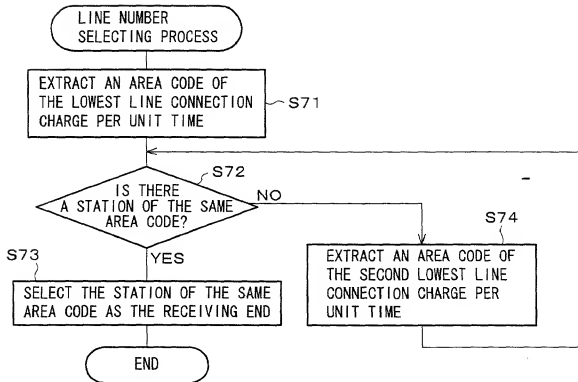 LINE NUMBER
SELECTING PROCESS
EXTRACT AN AREA CODE OF
THE LOWEST LINE CONNECTION
CHARGE PER UNIT TIME
S71
S72
IS THERE
A STATION OF THE SAME
AREA CODE?
NO
YES
S73
SELECT THE STATION OF THE SAME
AREA CODE AS THE RECEIVING END
S74
EXTRACT AN AREA CODE OF
THE SECOND LOWEST LINE
CONNECTION CHARGE PER
UNIT TIME
END